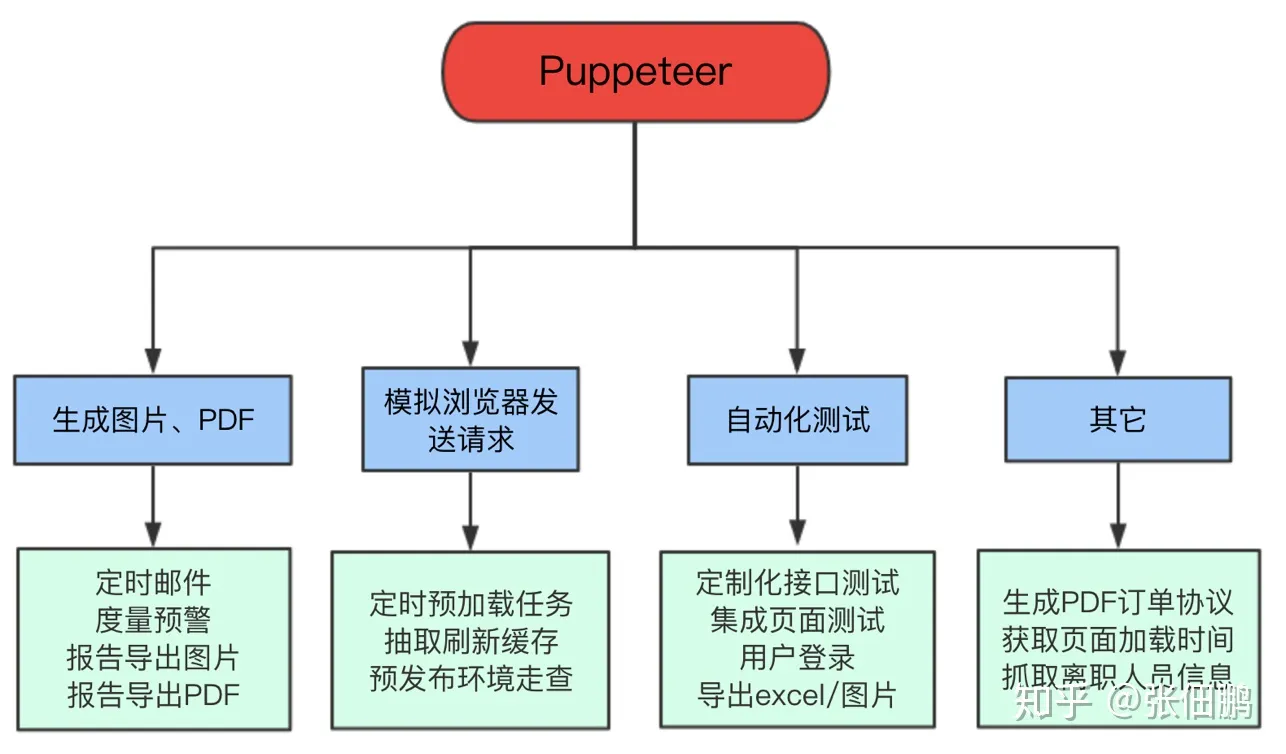 Puppeteer
生成图片、PDF
模拟浏览器发
送请求
自动化测试
其它
定时邮件
度量预警
报告导出图片
报告导出PDF
定时预加载任务
抽取刷新缓存
预发布环境走查
定制化接口测试
集成页面测试
用户登录
导出excel/图片
生成PDF订单协议
获取页面加载时间
抓取离职人员信息
知乎 @张佃鹏